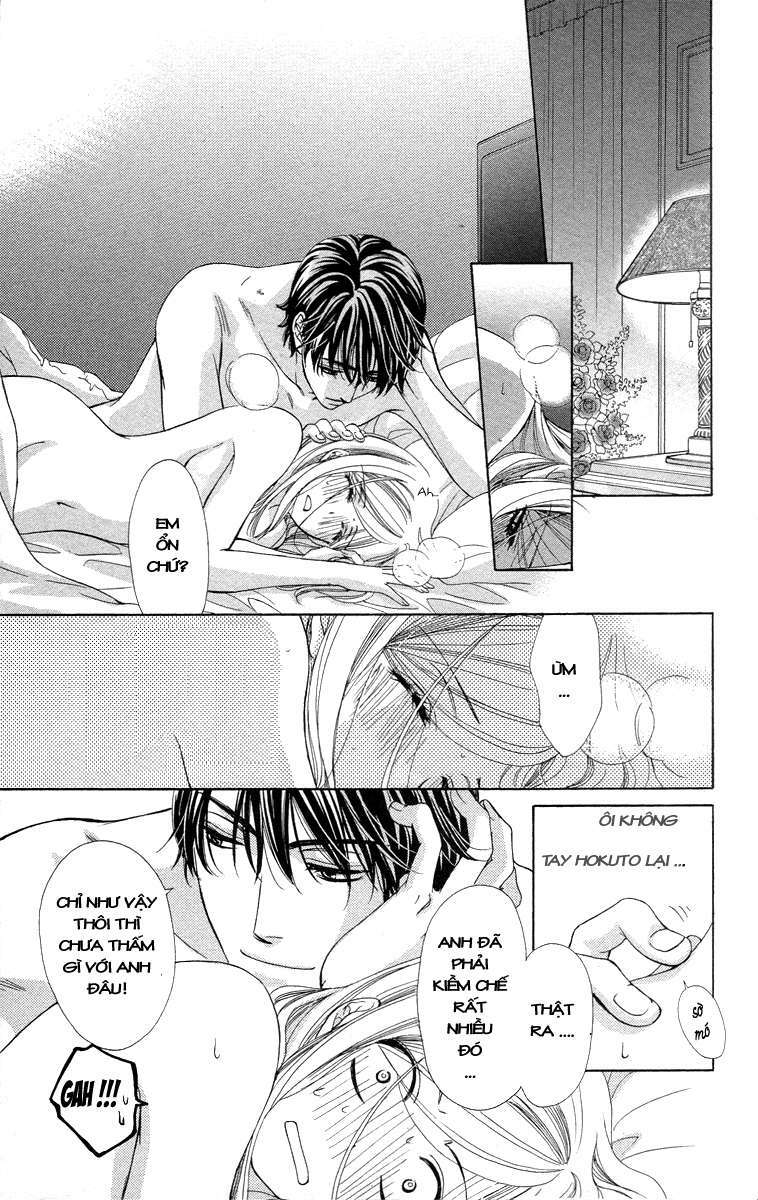 Ah...
EM
ỔN
CHỨ?
ỪM
...
ÔI KHÔNG
TAY HOKUTO LẠI ...
SỜ
MÓ
THẬT
RA ....
ANH ĐÃ
PHẢI
KIỀM CHẾ
RẤT
NHIỀU
ĐÓ
...
CHỈ NHƯ VẬY
THÔI THÌ
CHƯA THẤM
GÌ VỚI ANH
ĐÂU!
GAH !!!